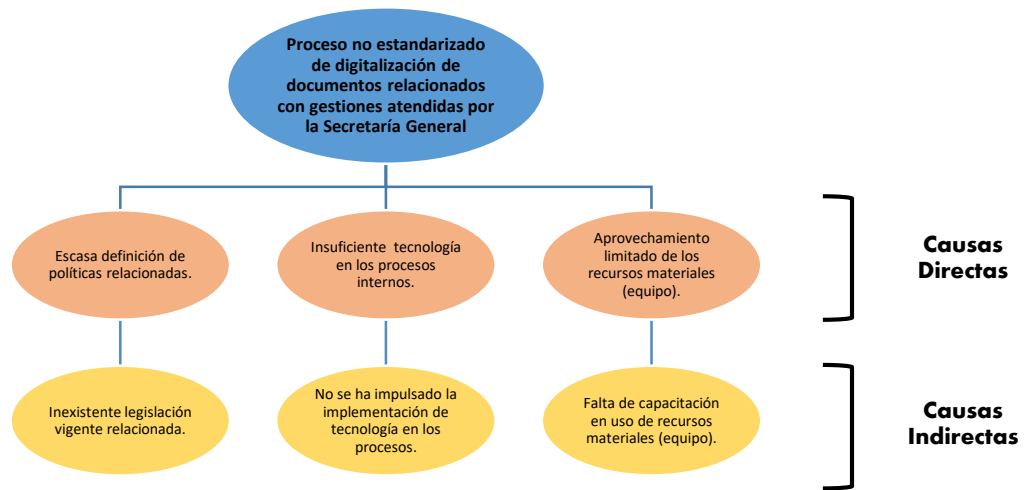 Proceso no estandarizado
de digitalización de
documentos relacionados
con gestiones atendidas por
la Secretaría General
Escasa definición de
políticas relacionadas.
Insuficiente tecnología
en los procesos
internos.
Aprovechamiento
limitado de los
recursos materiales
(equipo).
Causas
Directas
Inexistente legislación
vigente relacionada.
No se ha impulsado la
implementación de
tecnología en los
procesos.
Falta de capacitación
en uso de recursos
materiales (equipo).
Causas
Indirectas